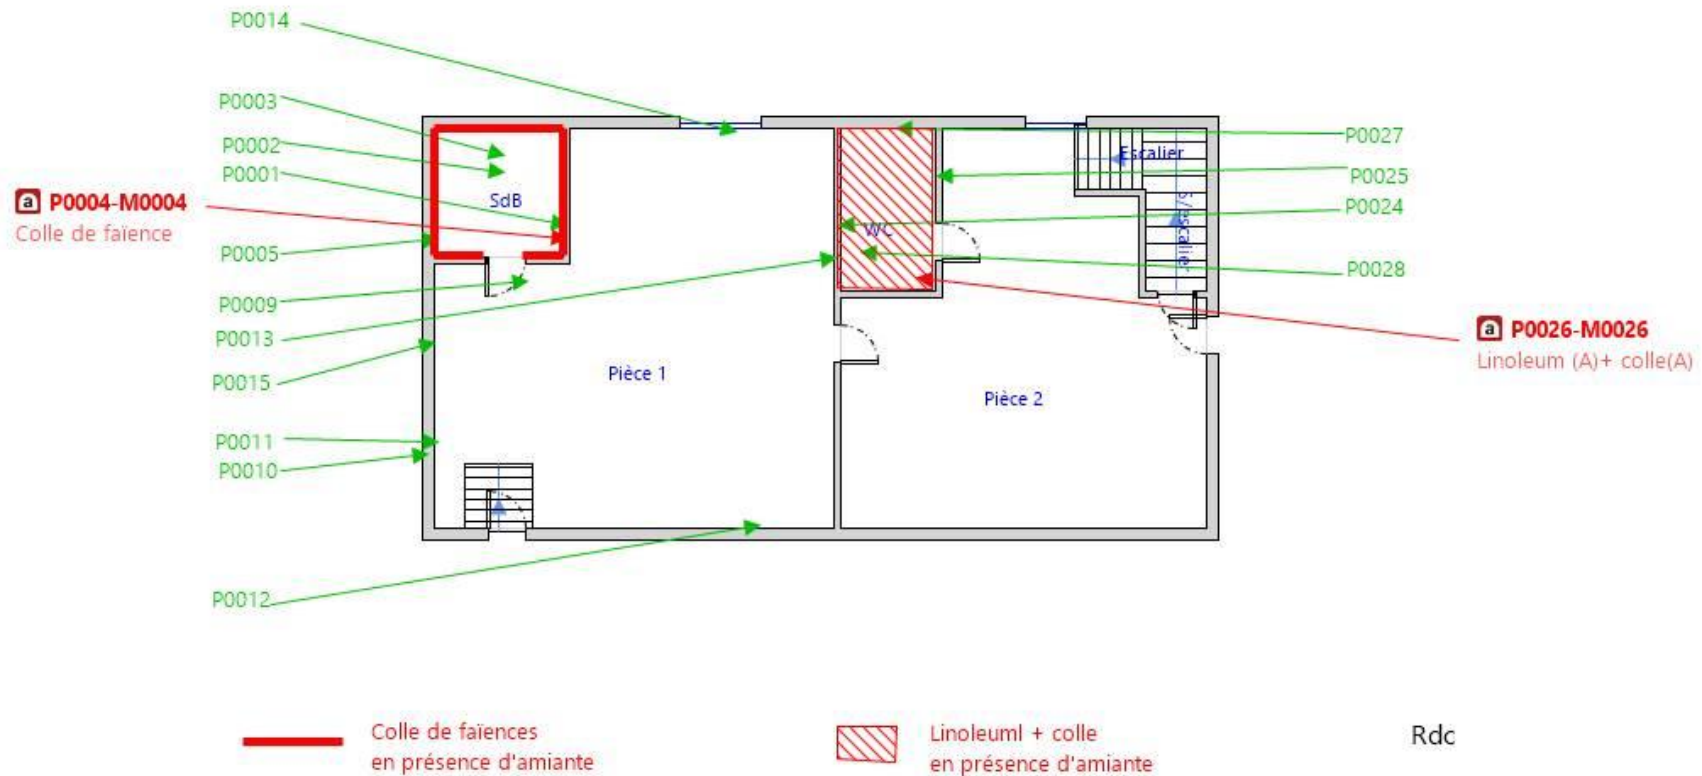 P0014
P0003
P0002
P0001
a P0004-M0004
Colle de faïence
P0005
P0009
P0013
P0015
P0011
P0010
P0012
SdB
WC
Escalier
S/escalier
Pièce 1
Pièce 2
P0027
P0025
P0024
P0028
a P0026-M0026
Linoleum (A)+ colle(A)
Colle de faïences
en présence d'amiante
Linoleuml + colle
en présence d'amiante
Rdc